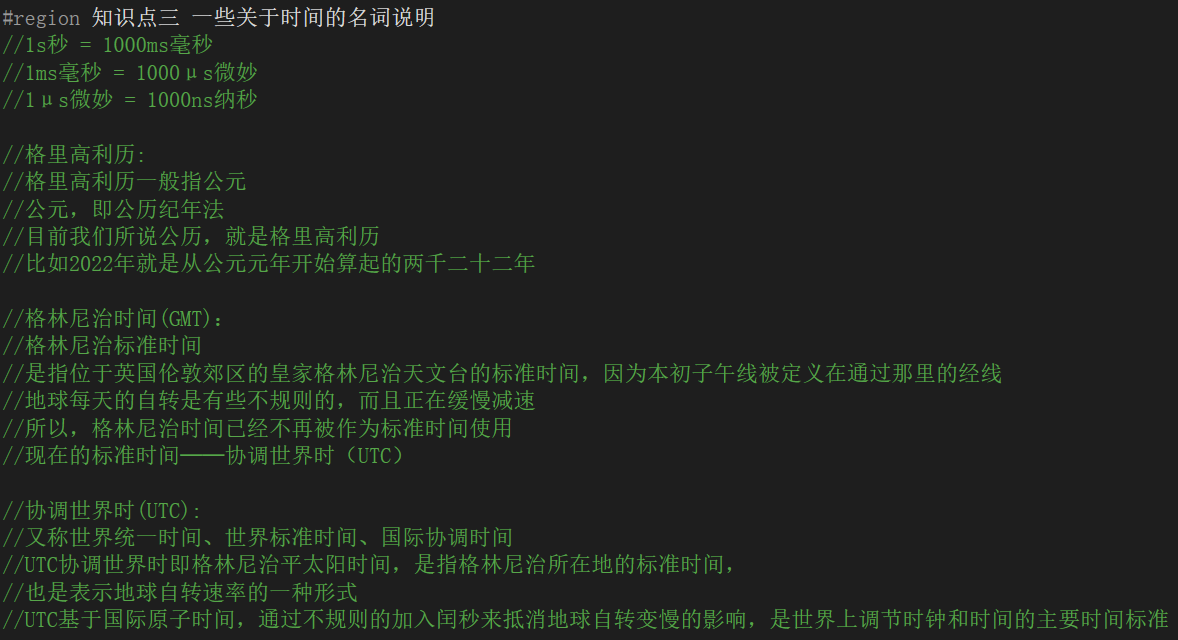 #region 知识点三 一些关于时间的名词说明
//1s秒 = 1000ms毫秒
//1ms毫秒 = 1000μs微妙
//1μs微妙 = 1000ns纳秒
//格里高利历:
//格里高利历一般指公元
//公元，即公历纪年法
//目前我们所说公历，就是格里高利历
//比如2022年就是从公元元年开始算起的两千二十二年
//格林尼治时间(GMT)：
//格林尼治标准时间
//是指位于英国伦敦郊区的皇家格林尼治天文台的标准时间，因为本初子午线被定义在通过那里的经线
//地球每天的自转是有些不规则的，而且正在缓慢减速
//所以，格林尼治时间已经不再被作为标准时间使用
//现在的标准时间——协调世界时（UTC）
//协调世界时(UTC):
//又称世界统一时间、世界标准时间、国际协调时间
//UTC协调世界时即格林尼治平太阳时间，是指格林尼治所在地的标准时间，
//也是表示地球自转速率的一种形式
//UTC基于国际原子时间，通过不规则的加入闰秒来抵消地球自转变慢的影响，是世界上调节时钟和时间的主要时间标准